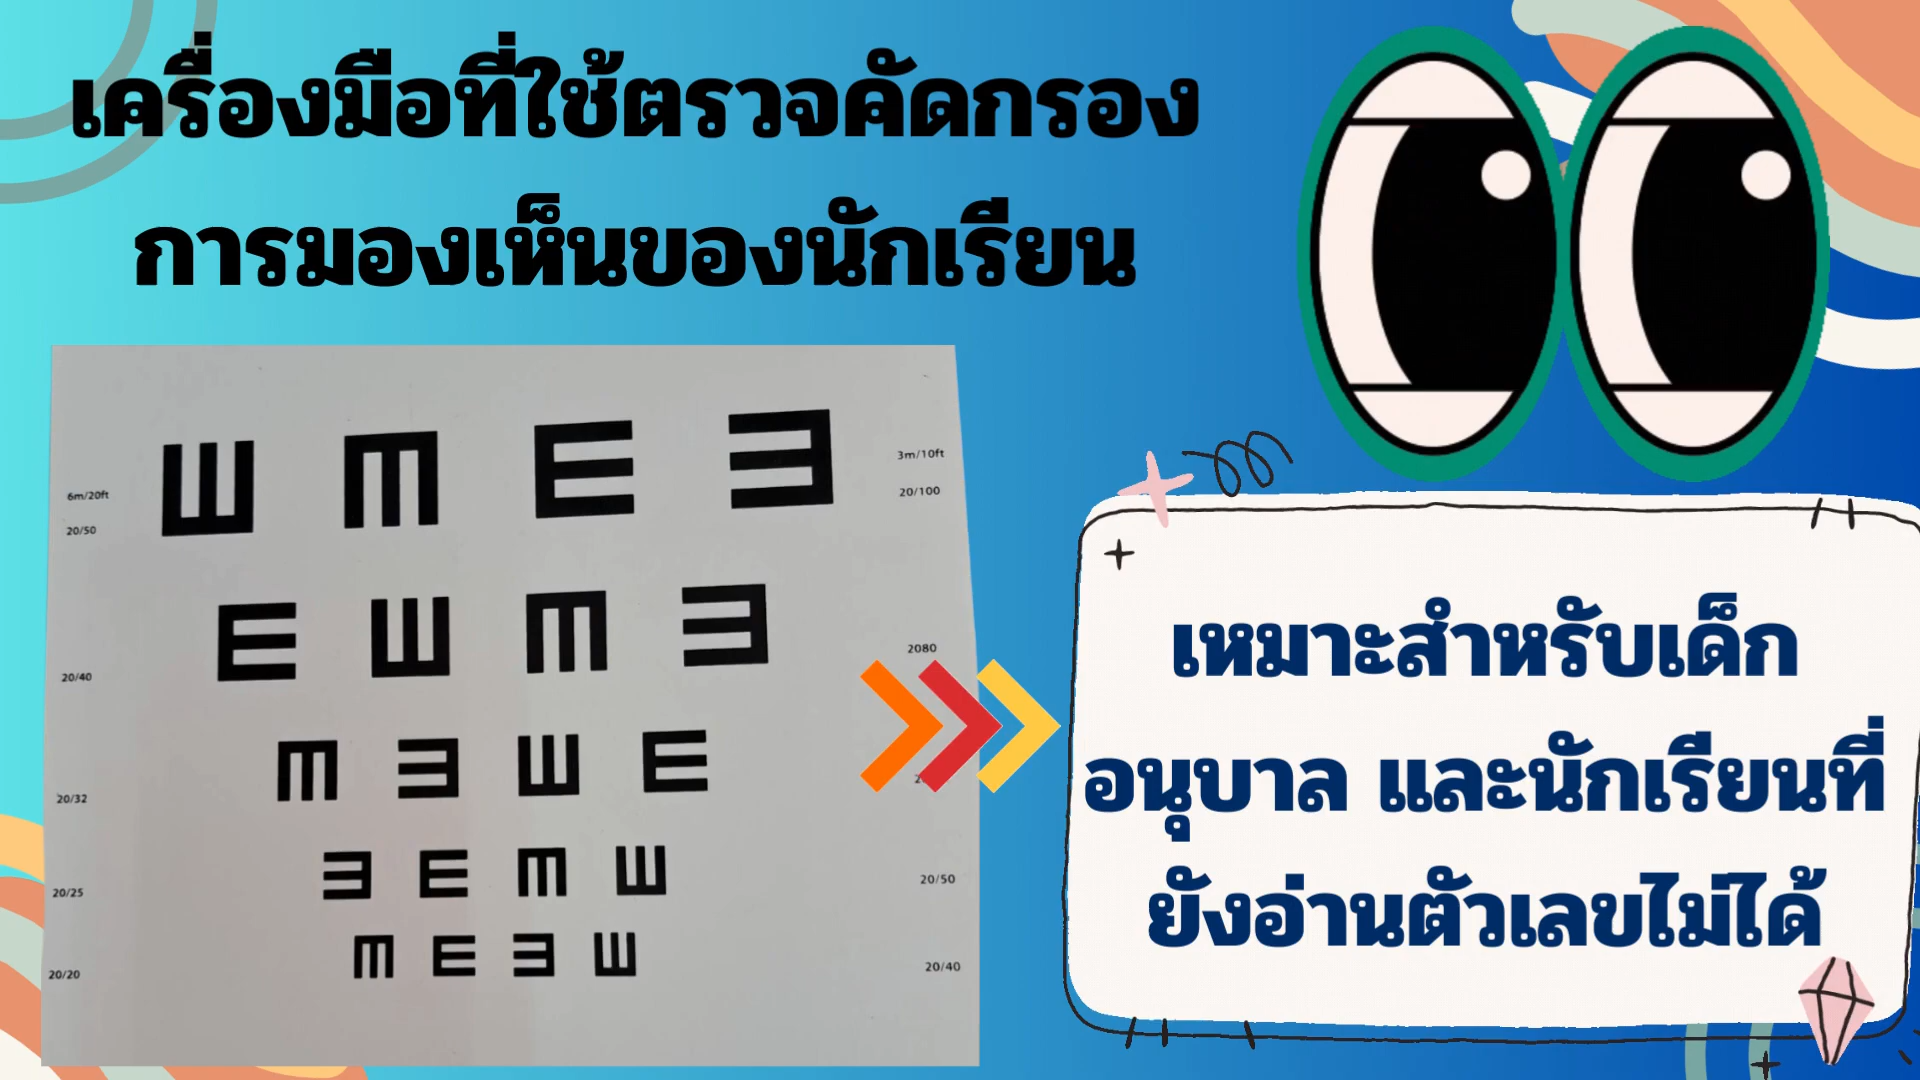 เครื่องมือที่ใช้ตรวจคัดกรอง
การมองเห็นของนักเรียน
6m/20ft
20/50
3m/10ft
20/100
E E E E
20/40
E E E E
2080
20/32
E E E E
20/25
E E E E
20/50
20/20
E E E E
20/40
เหมาะสำหรับเด็ก
อนุบาล และนักเรียนที่
ยังอ่านตัวเลขไม่ได้